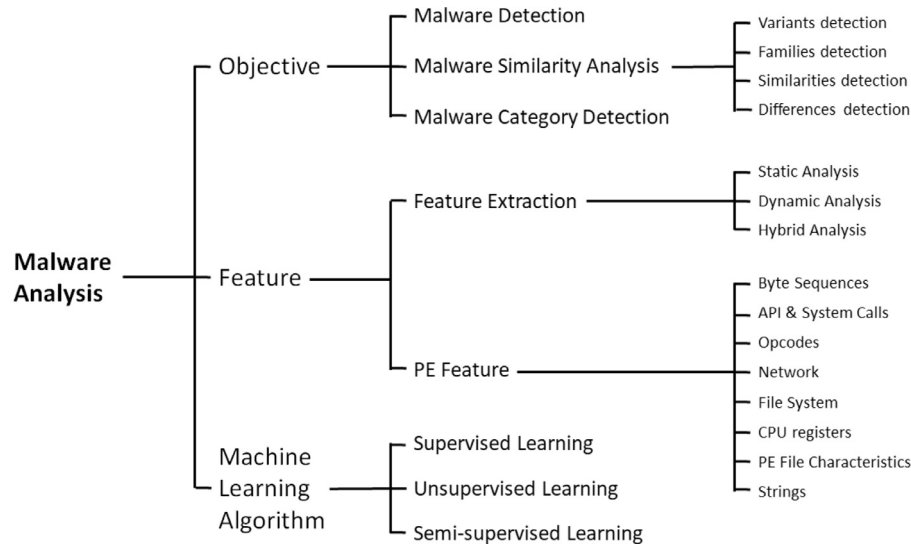 Malware
Analysis
Objective
Malware Detection
Malware Similarity Analysis
Variants detection
Families detection
Similarities detection
Differences detection
Malware Category Detection
Feature
Feature Extraction
Static Analysis
Dynamic Analysis
Hybrid Analysis
PE Feature
Byte Sequences
API & System Calls
Opcodes
Network
File System
CPU registers
PE File Characteristics
Strings
Machine
Learning
Algorithm
Supervised Learning
Unsupervised Learning
Semi-supervised Learning